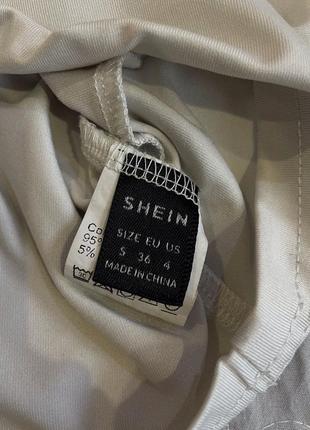 SHEIN
SIZE EU US
S 36 4
MADE IN CHINA
95%
5%